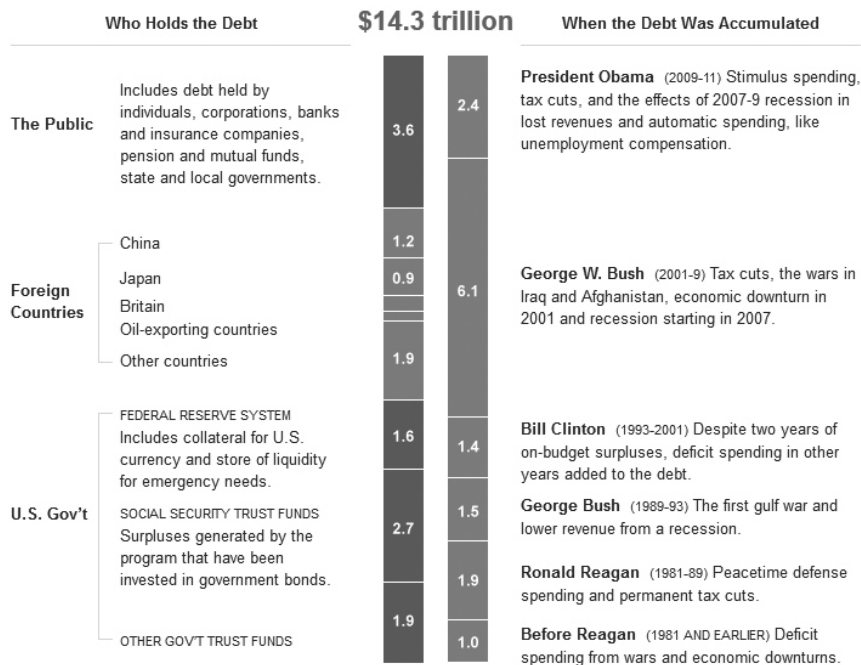 Who Holds the Debt
$14.3 trillion
When the Debt Was Accumulated
The Public
Includes debt held by
individuals, corporations, banks
and insurance companies,
pension and mutual funds,
state and local governments.
3.6
Foreign
Countries
China
1.2
Japan
0.9
Britain
Oil-exporting countries
Other countries
1.9
U.S. Gov't
FEDERAL RESERVE SYSTEM
Includes collateral for U.S.
currency and store of liquidity
for emergency needs.
1.6
SOCIAL SECURITY TRUST FUNDS
Surpluses generated by the
program that have been
invested in government bonds.
2.7
OTHER GOV'T TRUST FUNDS
1.9
2.4
President Obama (2009-11) Stimulus spending,
tax cuts, and the effects of 2007-9 recession in
lost revenues and automatic spending, like
unemployment compensation.
6.1
George W. Bush (2001-9) Tax cuts, the wars in
Iraq and Afghanistan, economic downturn in
2001 and recession starting in 2007.
1.4
Bill Clinton (1993-2001) Despite two years of
on-budget surpluses, deficit spending in other
years added to the debt.
1.5
George Bush (1989-93) The first gulf war and
lower revenue from a recession.
1.9
Ronald Reagan (1981-89) Peacetime defense
spending and permanent tax cuts.
1.0
Before Reagan (1981 AND EARLIER) Deficit
spending from wars and economic downturns.